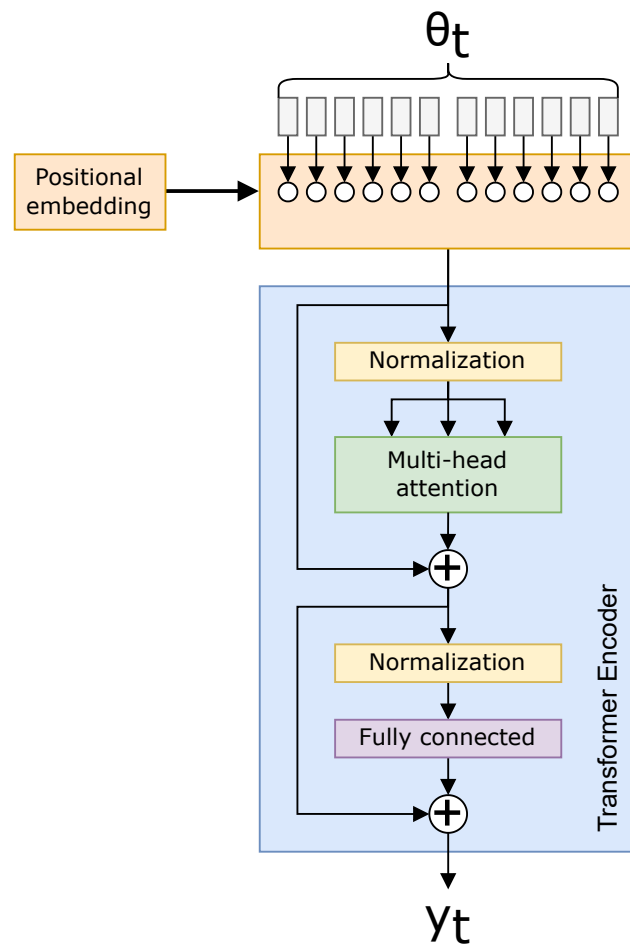 θt
Positional
embedding
Normalization
Multi-head
attention
+
Normalization
Fully connected
+
Transformer Encoder
yt